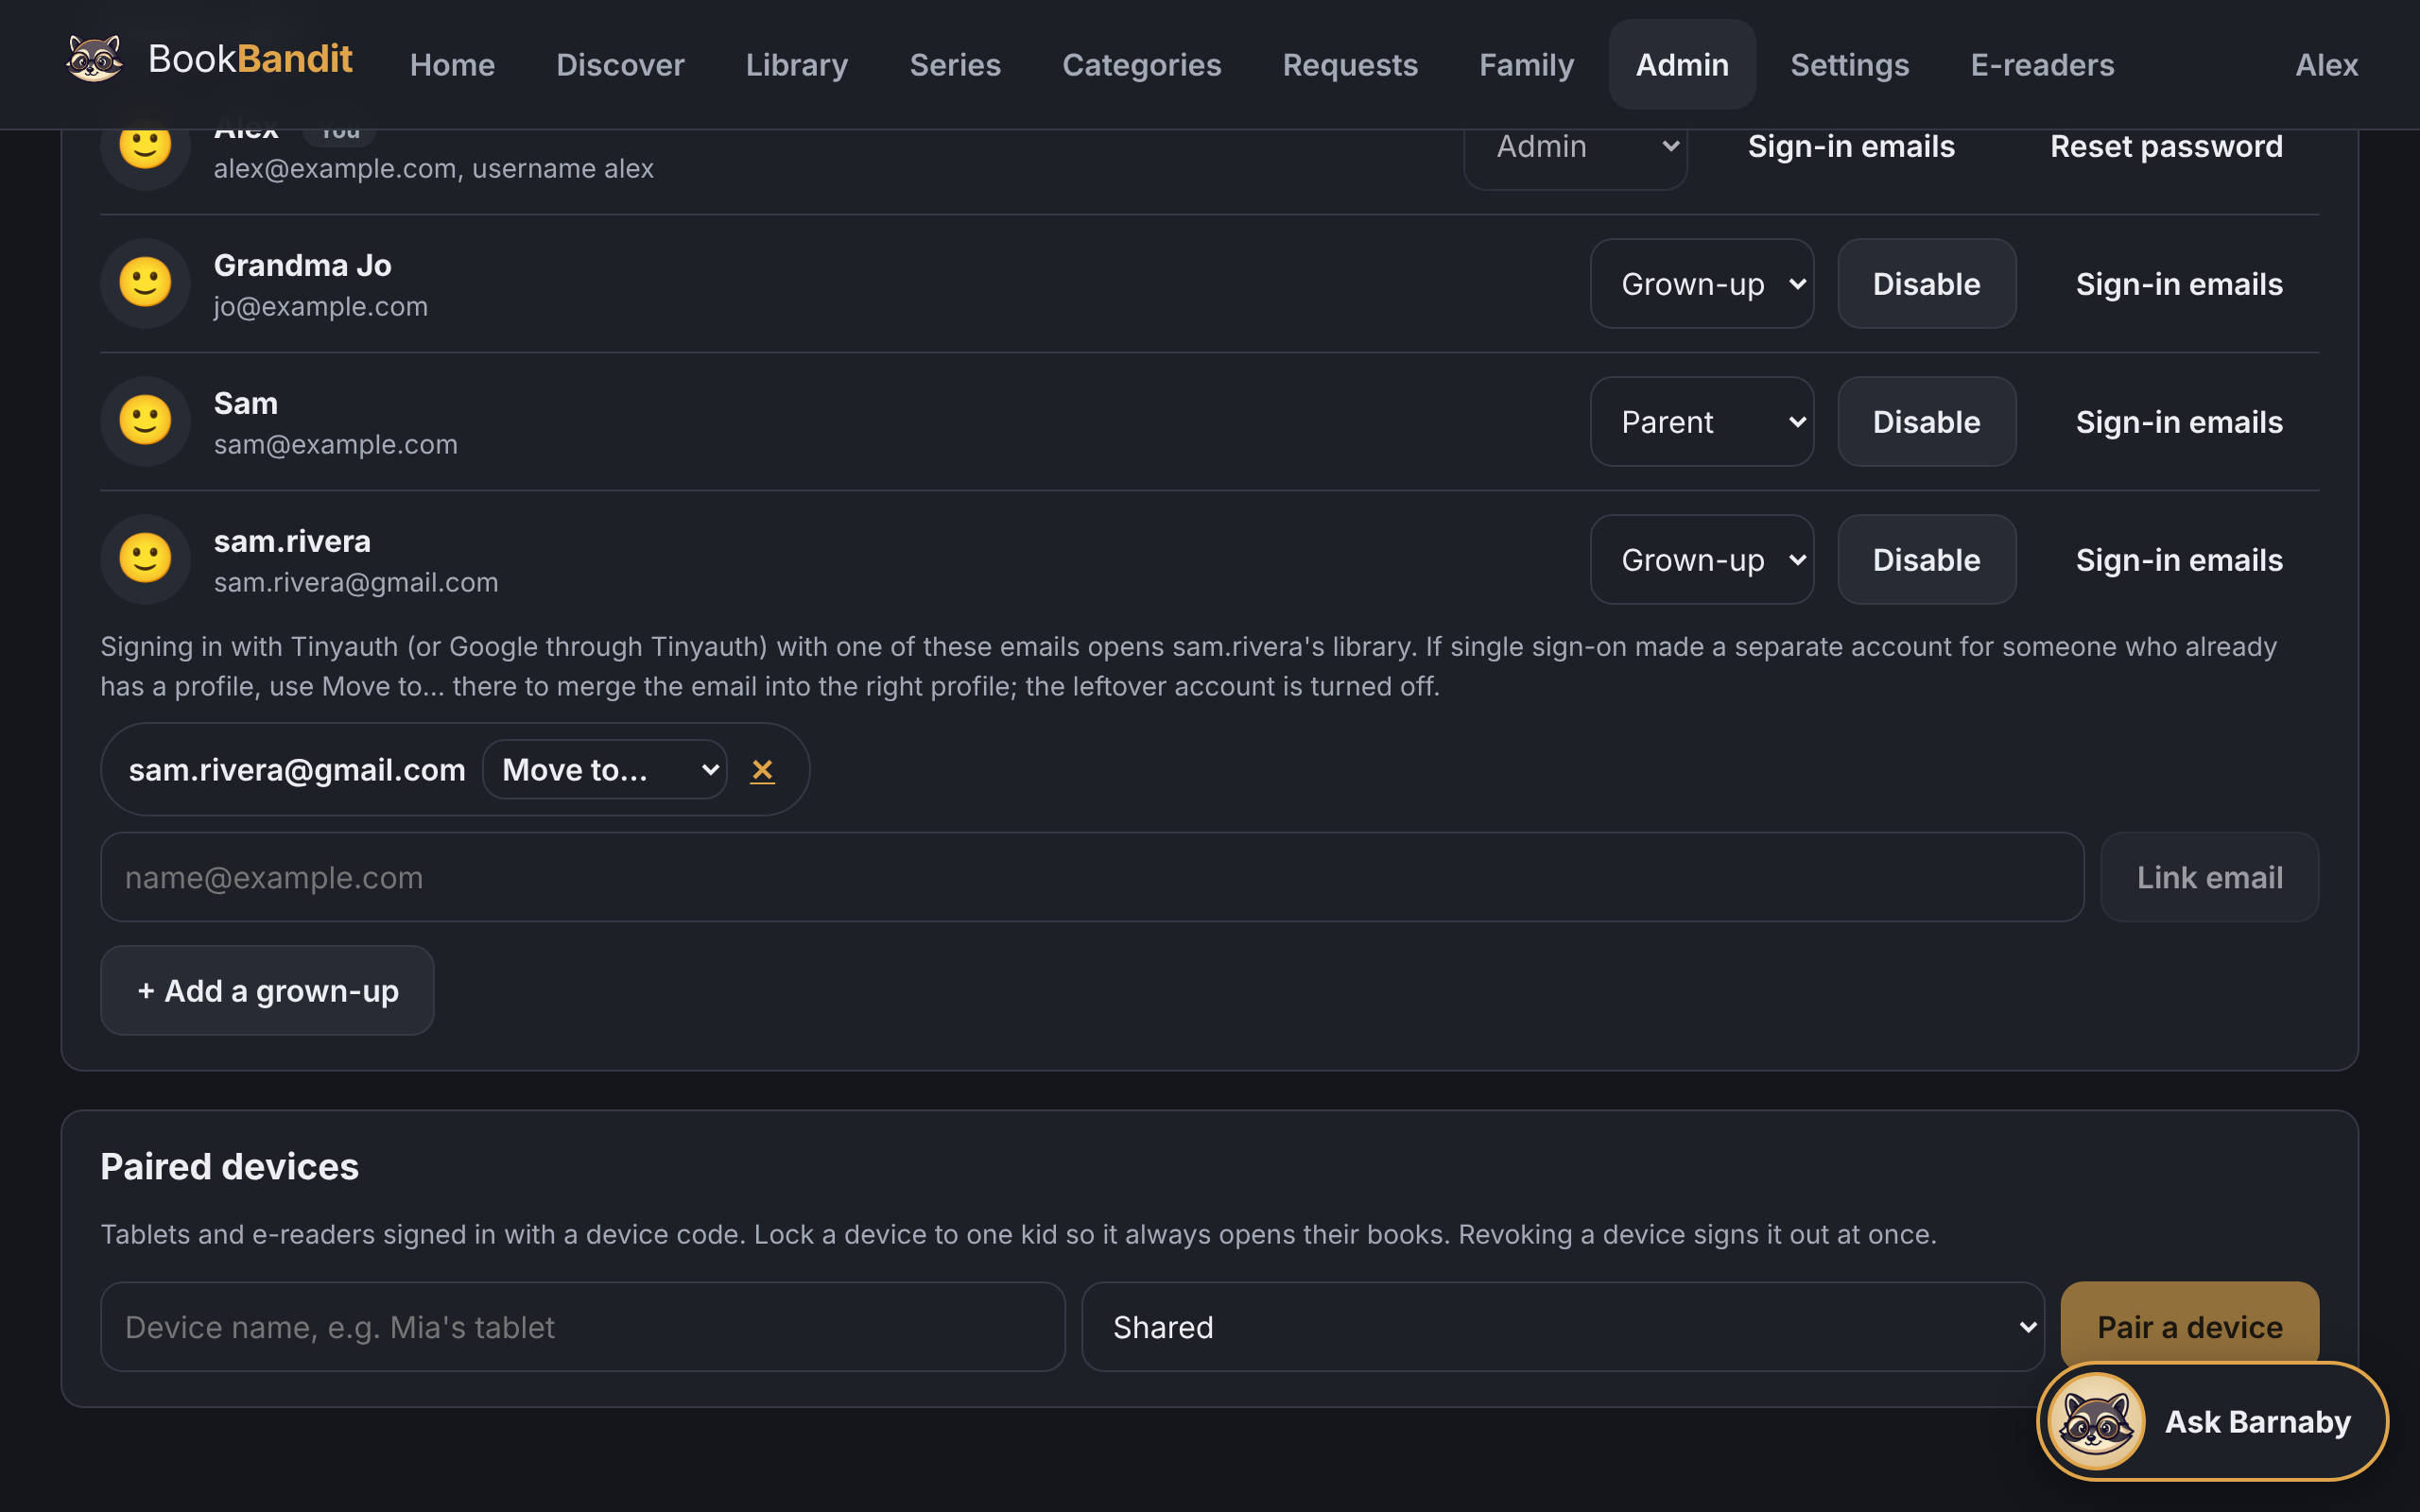 BookBandit
Home
Discover
Library
Series
Categories
Requests
Family
Admin
Settings
E-readers
Alex
Alex
You
alex@example.com, username alex
Admin
Sign-in emails
Reset password
Grandma Jo
jo@example.com
Grown-up
Disable
Sign-in emails
Sam
sam@example.com
Parent
Disable
Sign-in emails
sam.rivera
sam.rivera@gmail.com
Grown-up
Disable
Sign-in emails
Signing in with Tinyauth (or Google through Tinyauth) with one of these emails opens sam.rivera's library. If single sign-on made a separate account for someone who already
has a profile, use Move to… there to merge the email into the right profile; the leftover account is turned off.
sam.rivera@gmail.com
Move to…
×
name@example.com
Link email
+ Add a grown-up
Paired devices
Tablets and e-readers signed in with a device code. Lock a device to one kid so it always opens their books. Revoking a device signs it out at once.
Device name, e.g. Mia's tablet
Shared
Pair a device
Ask Barnaby